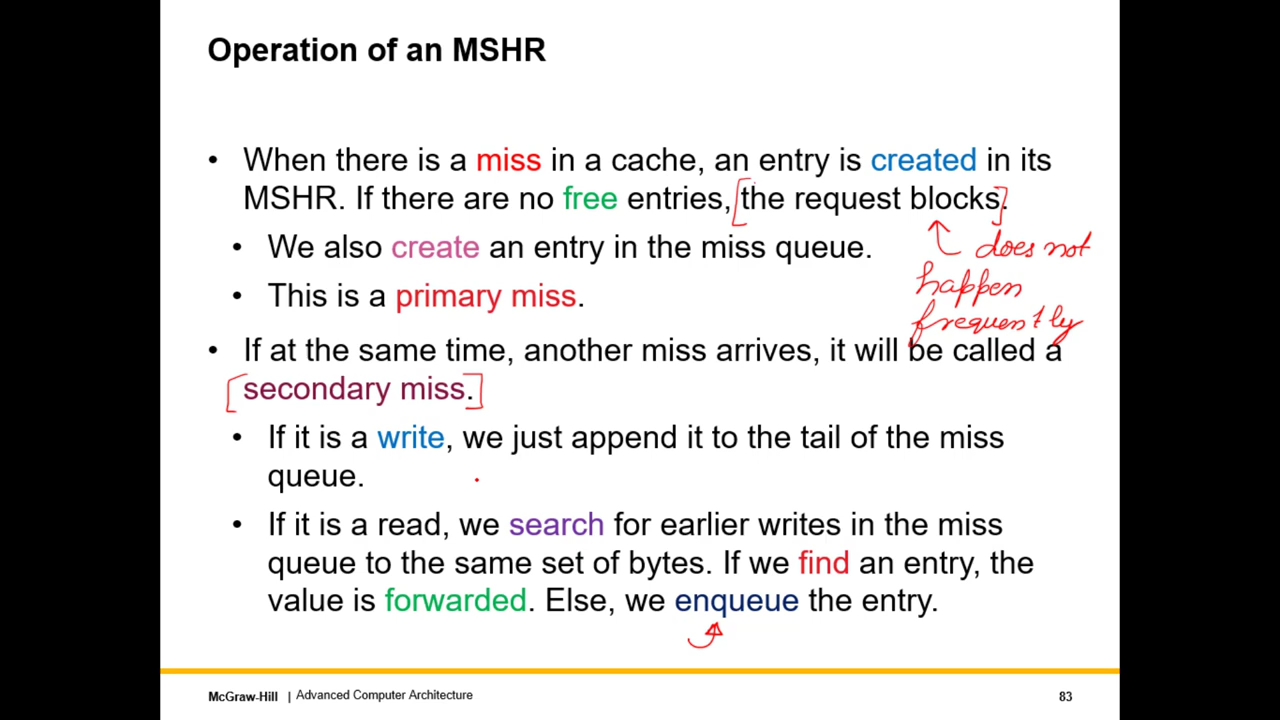 Operation of an MSHR
• When there is a miss in a cache, an entry is created in its
MSHR. If there are no free entries, [the request blocks].
• We also create an entry in the miss queue.
does not
• This is a primary miss.
happen
frequently
• If at the same time, another miss arrives, it will be called a
[secondary miss.]
• If it is a write, we just append it to the tail of the miss
queue.
• If it is a read, we search for earlier writes in the miss
queue to the same set of bytes. If we find an entry, the
value is forwarded. Else, we enqueue the entry.
McGraw-Hill | Advanced Computer Architecture
83